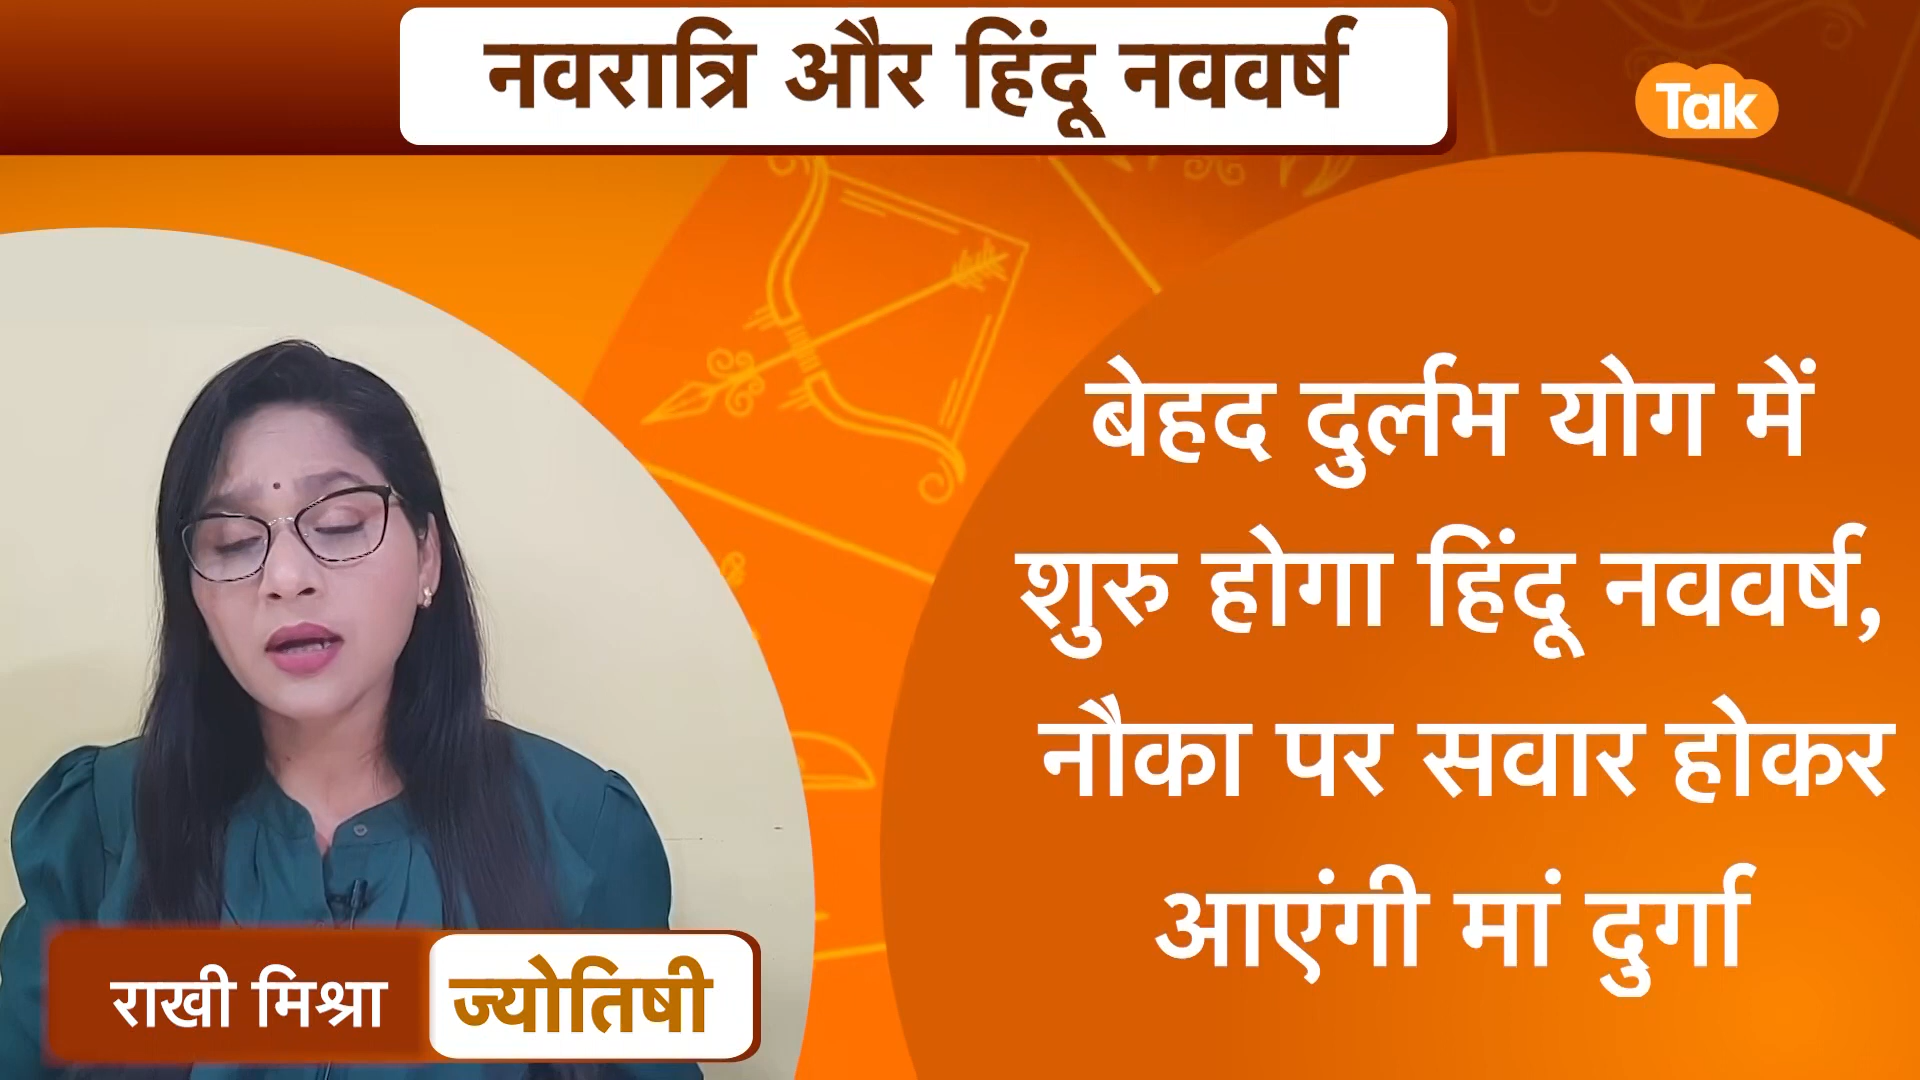 नवरात्रि और हिंदू नववर्ष
Tak
बेहद दुर्लभ योग में
शुरु होगा हिंदू नववर्ष,
नौका पर सवार होकर
आएंगी मां दुर्गा
राखी मिश्रा
ज्योतिषी